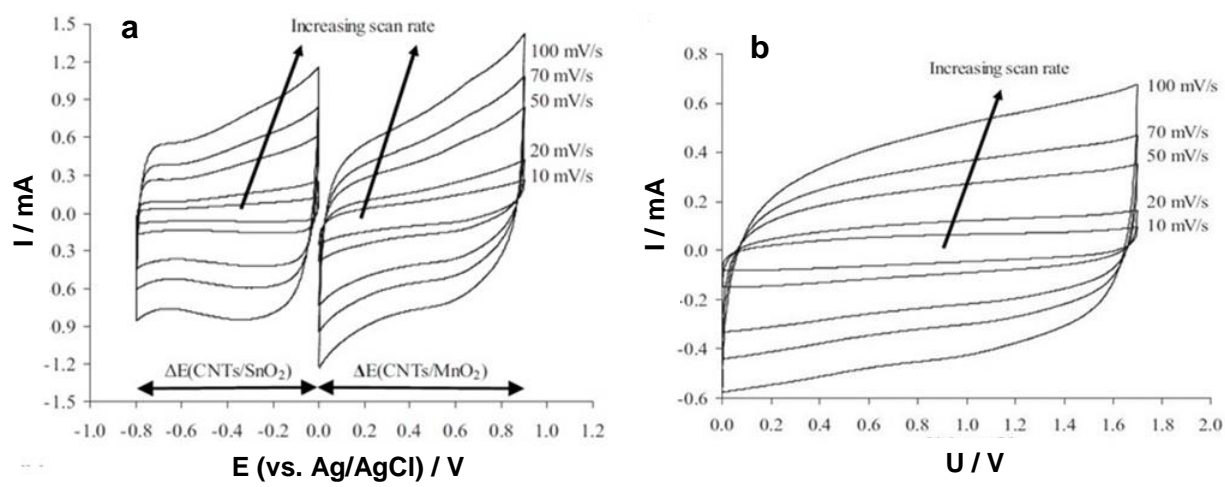 a
Increasing scan rate
1.5
1.2
0.9
0.6
0.3
0.0
0.3
0.6
0.9
-1.2
-1.5
I / mA
100 mV/s
70 mV/s
50 mV/s
20 mV/s
10 mV/s
ΔE(CNTs/SnO₂)
ΔE(CNTs/MnO₂)
-1.0 -0.8 -0.6 -0.4 -0.2 0.0 0.2 0.4 0.6 0.8 1.0 1.2
E (vs. Ag/AgCl) / V
b
Increasing scan rate
0.8
0.6
0.4
0.2
0.0
-0.2
-0.4
-0.6
I / mA
100 mV/s
70 mV/s
50 mV/s
20 mV/s
10 mV/s
0.0 0.2 0.4 0.6 0.8 1.0 1.2 1.4 1.6 1.8 2.0
U / V